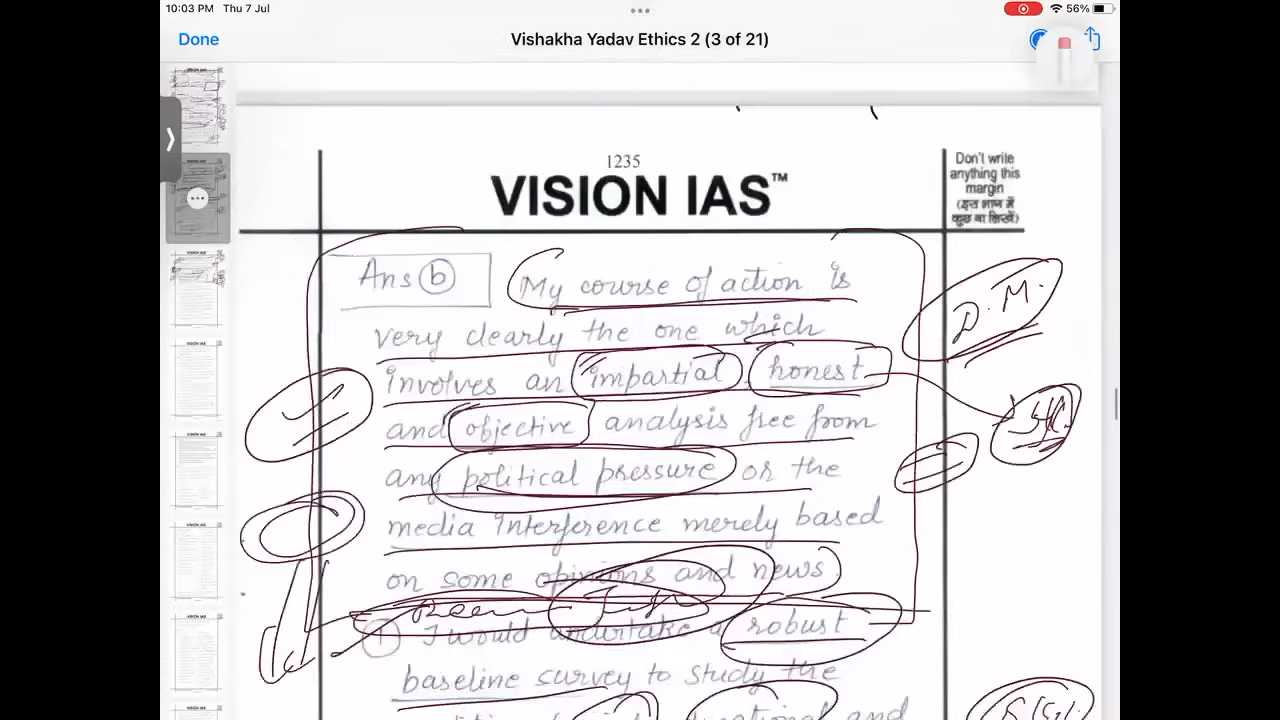 10:03 PM Thu 7 Jul
56%
Done
Vishakha Yadav Ethics 2 (3 of 21)
1235
VISION IAS™
Don't write
anything this
margin
(इस भाग में
कुछ ना लिखें)
Ans b
My course of action is
very clearly the one which
involves an impartial honest
and objective analysis free from
any political pressure or the
media interference merely based
on some opinions and news
D.M.
① I would undertake a robust
baseline survey to study the
and